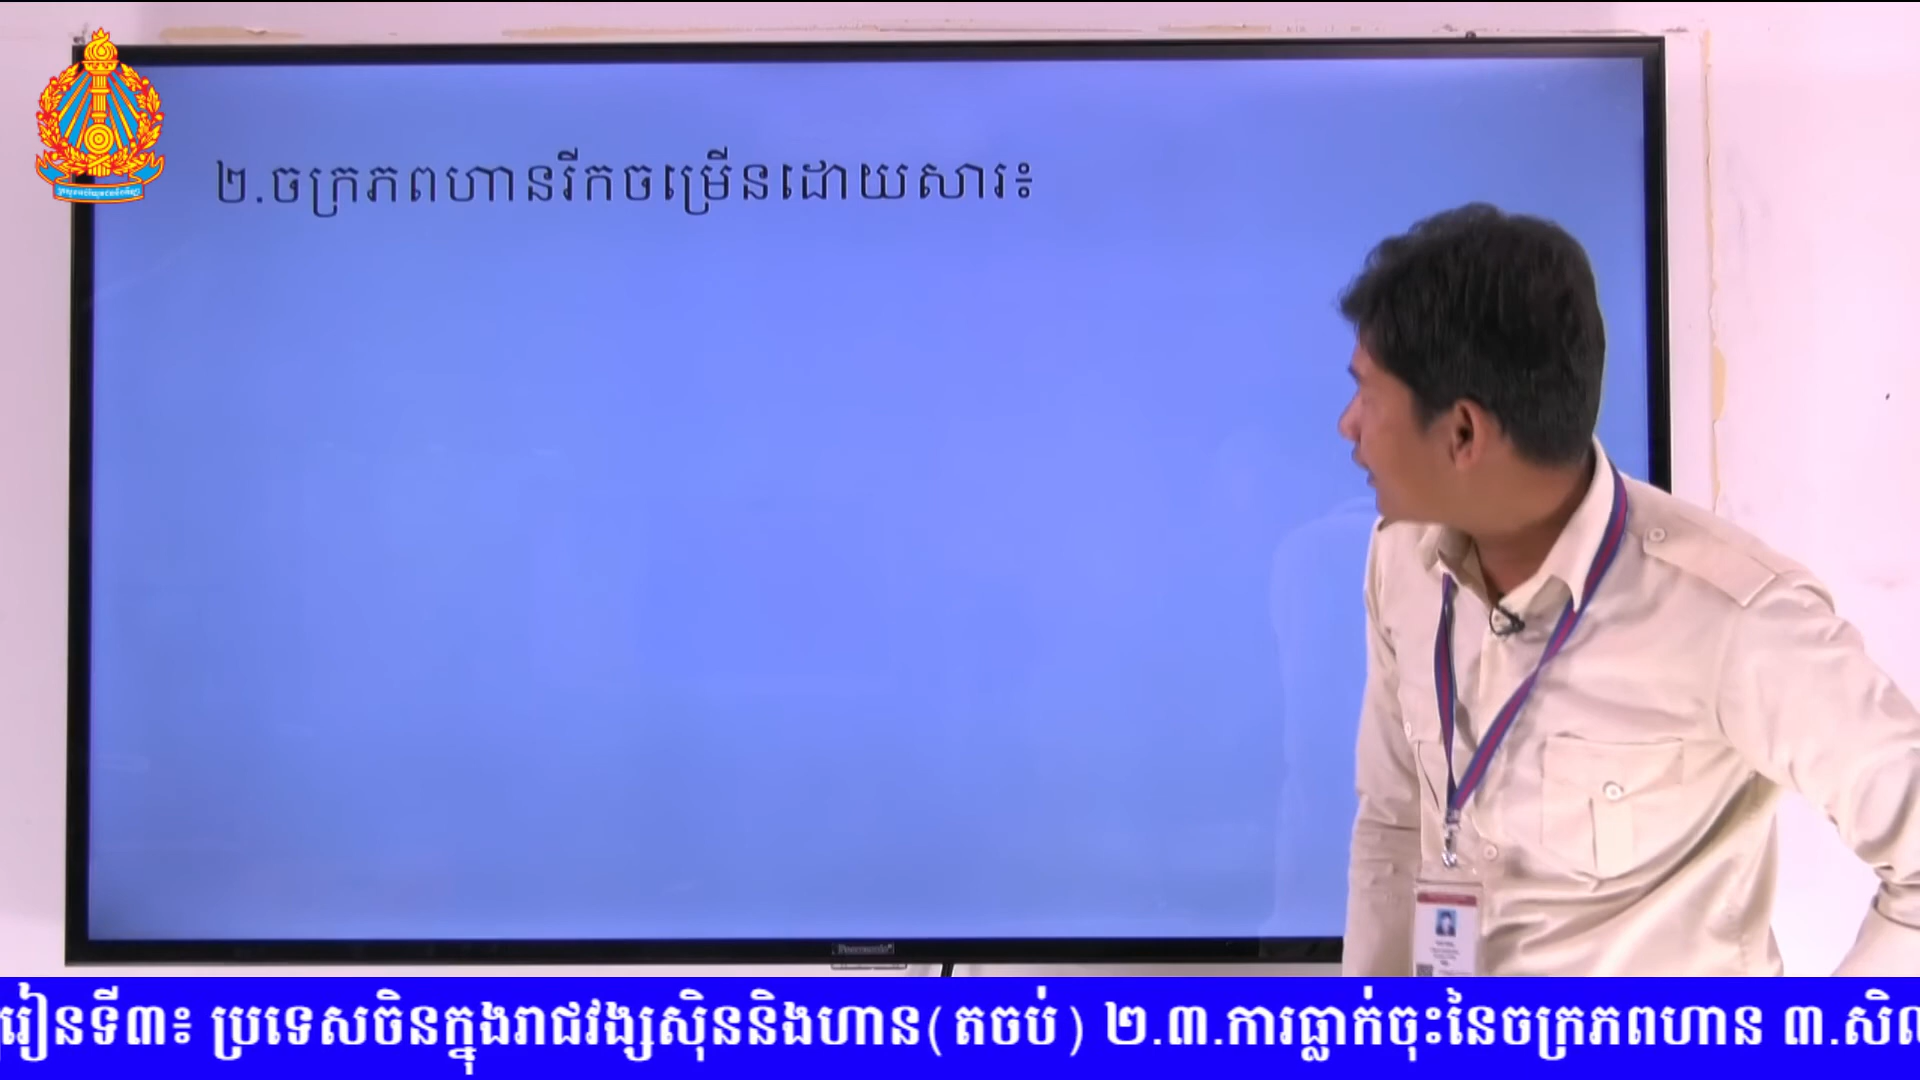 ២.ចក្រភពហានរីកចម្រើនដោយសារ៖
រៀនទី៣៖ ប្រទេសចិនក្នុងរាជវង្សស៊ិននិងហាន(តចប់) ២.៣.ការធ្លាក់ចុះនៃចក្រភពហាន ៣.សិល